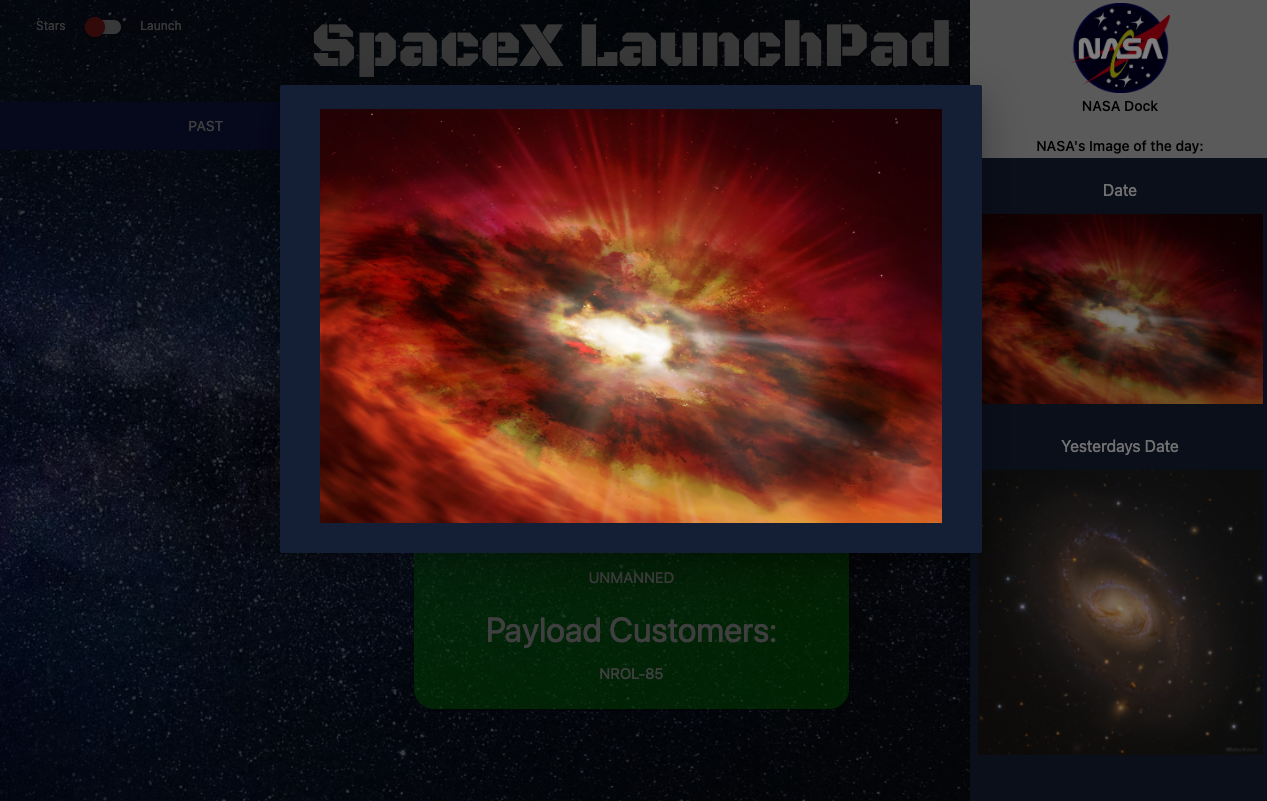 Stars
Launch
SpaceX LaunchPad
NASA
NASA Dock
NASA's Image of the day:
PAST
Date
Yesterdays Date
UNMANNED
Payload Customers:
NROL-85